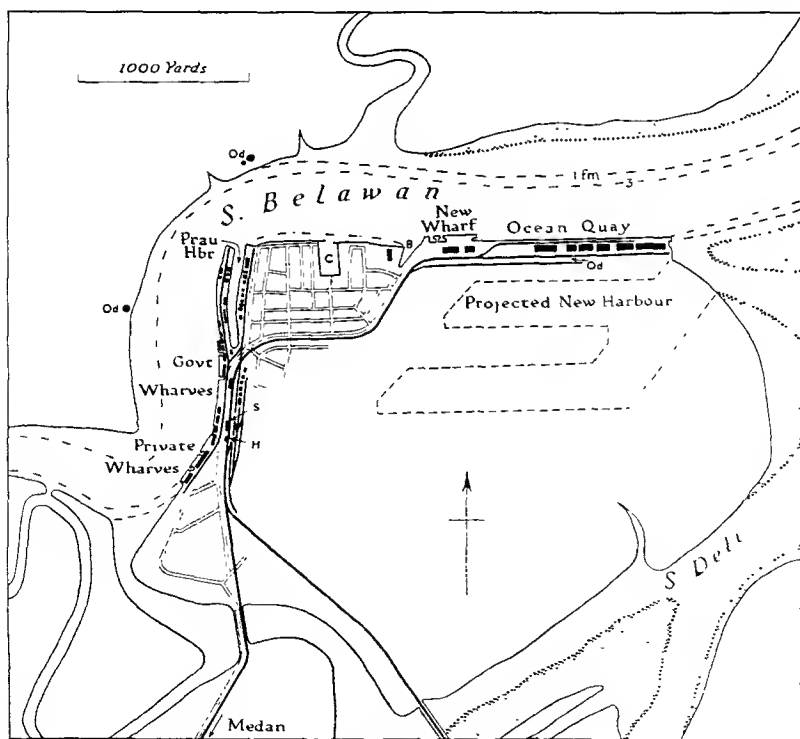 1000 Yards
Od
1 fm
3
S. Belawan
New
Wharf
Ocean Quay
Prau
Hbr
B
C
Od
Od
Projected New Harbour
Govt
Wharves
S
H
Private
Wharves
S Deli
Medan